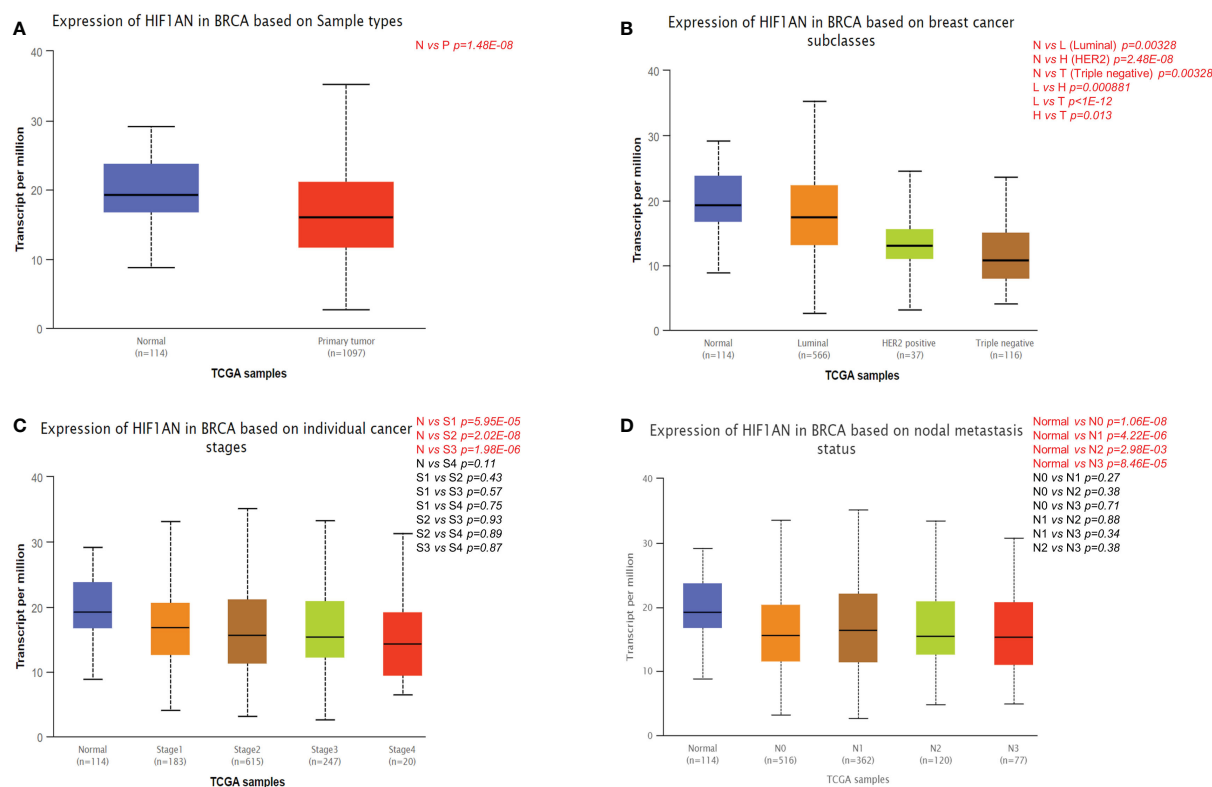 A
Expression of HIF1AN in BRCA based on Sample types
N vs P p=1.48E-08
Transcript per million
40
30
20
10
0
Normal
(n=114)
Primary tumor
(n=1097)
TCGA samples
B
Expression of HIF1AN in BRCA based on breast cancer
subclasses
N vs L (Luminal) p=0.00328
N vs H (HER2) p=2.48E-08
N vs T (Triple negative) p=0.00328
L vs H p=0.000881
L vs T p<1E-12
H vs T p=0.013
Transcript per million
40
30
20
10
0
Normal
(n=114)
Luminal
(n=566)
HER2 positive
(n=37)
Triple negative
(n=116)
TCGA samples
C
Expression of HIF1AN in BRCA based on individual cancer
stages
N vs S1 p=5.95E-05
N vs S2 p=2.02E-08
N vs S3 p=1.98E-06
N vs S4 p=0.11
S1 vs S2 p=0.43
S1 vs S3 p=0.57
S1 vs S4 p=0.75
S2 vs S3 p=0.93
S2 vs S4 p=0.89
S3 vs S4 p=0.87
Transcript per million
40
30
20
10
0
Normal
(n=114)
Stage1
(n=183)
Stage2
(n=615)
Stage3
(n=247)
Stage4
(n=20)
TCGA samples
D
Expression of HIF1AN in BRCA based on nodal metastasis
status
Normal vs N0 p=1.06E-08
Normal vs N1 p=4.22E-06
Normal vs N2 p=2.98E-03
Normal vs N3 p=8.46E-05
N0 vs N1 p=0.27
N0 vs N2 p=0.38
N0 vs N3 p=0.71
N1 vs N2 p=0.88
N1 vs N3 p=0.34
N2 vs N3 p=0.38
Transcript per million
40
30
20
10
0
Normal
(n=114)
N0
(n=516)
N1
(n=362)
N2
(n=120)
N3
(n=77)
TCGA samples